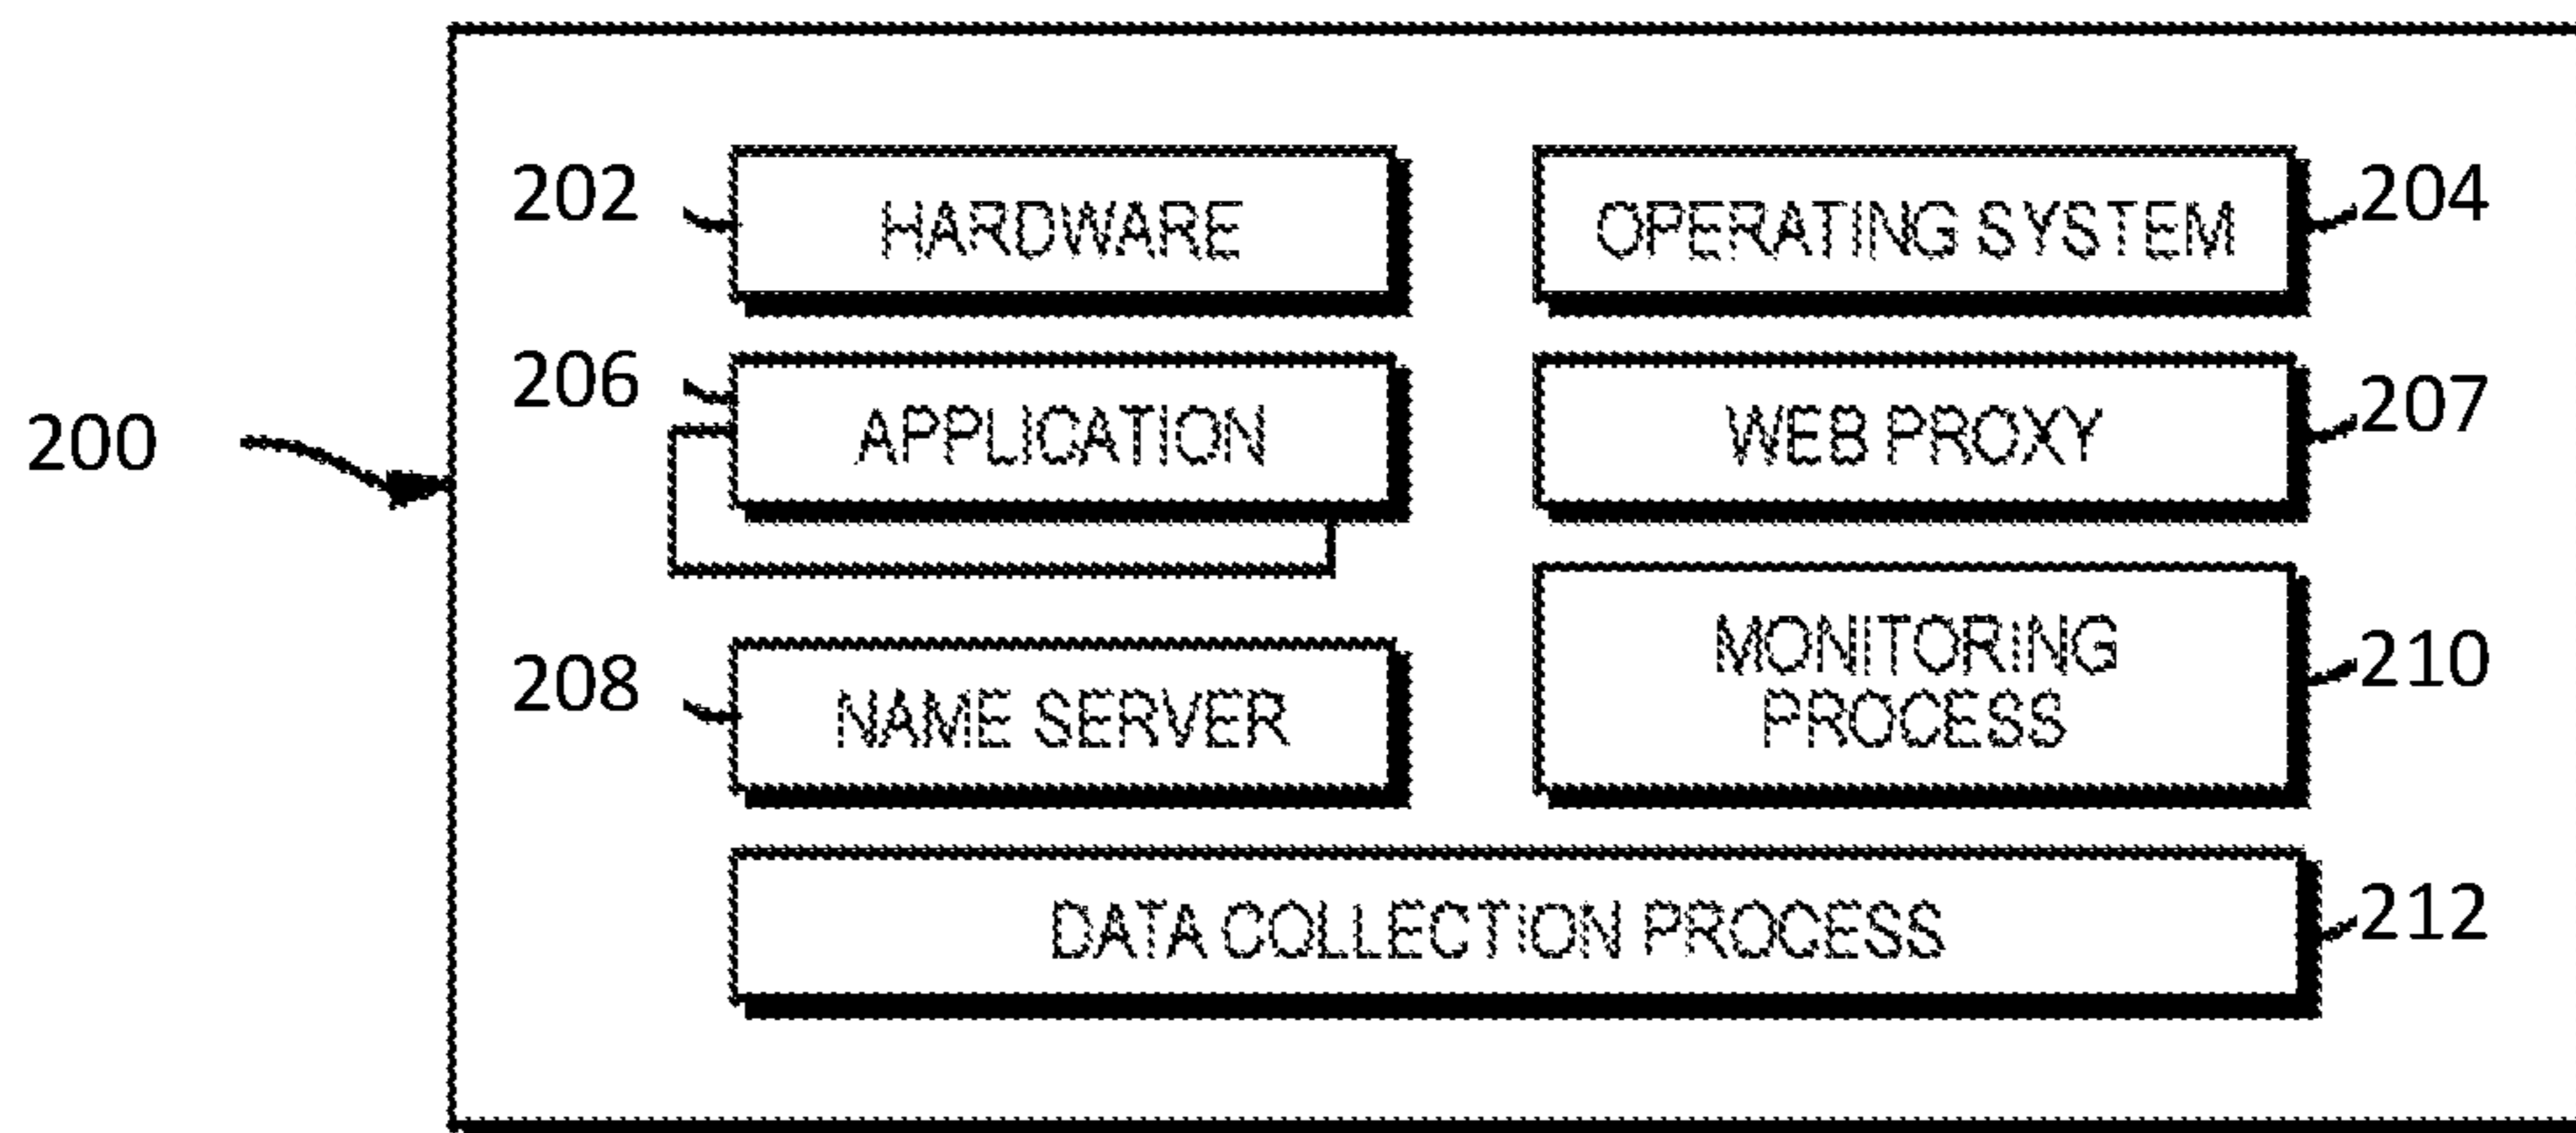 202 HARDWARE OPERATING SYSTEM 204
206 APPLICATION WEB PROXY 207
200
208 NAME SERVER MONITORING PROCESS 210
DATA COLLECTION PROCESS 212